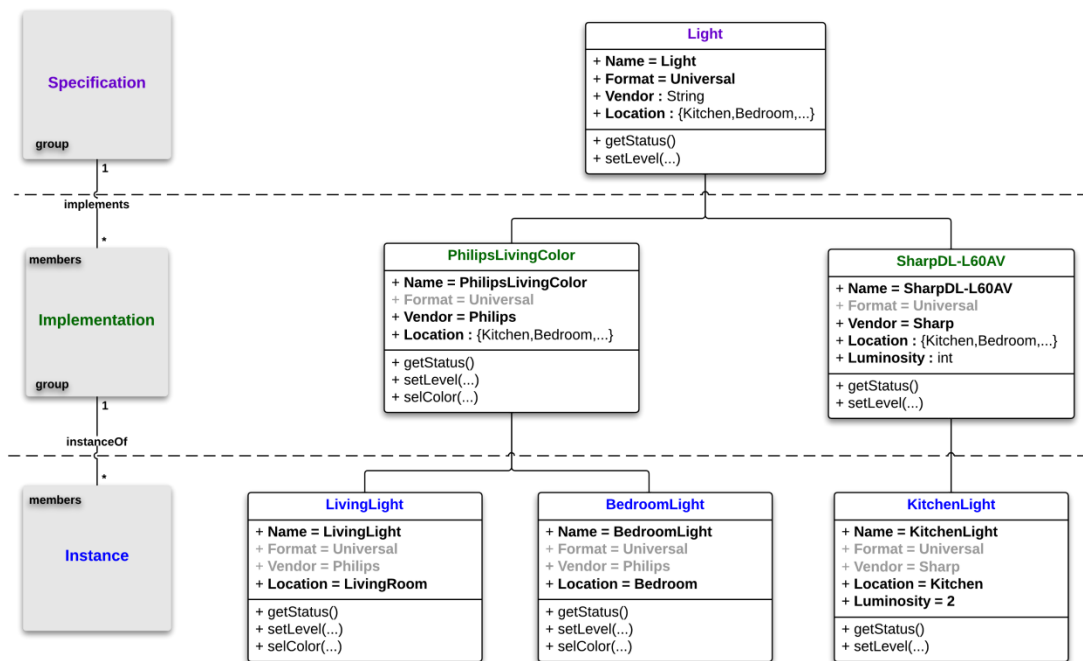 Specification
group
1
implements
*
members
Implementation
group
1
instanceOf
*
members
Instance
Light
+ Name = Light
+ Format = Universal
+ Vendor : String
+ Location : {Kitchen,Bedroom,...}
+ getStatus()
+ setLevel(...)
PhilipsLivingColor
+ Name = PhilipsLivingColor
+ Format = Universal
+ Vendor = Philips
+ Location : {Kitchen,Bedroom,...}
+ getStatus()
+ setLevel(...)
+ selColor(...)
SharpDL-L60AV
+ Name = SharpDL-L60AV
+ Format = Universal
+ Vendor = Sharp
+ Location : {Kitchen,Bedroom,...}
+ Luminosity : int
+ getStatus()
+ setLevel(...)
LivingLight
+ Name = LivingLight
+ Format = Universal
+ Vendor = Philips
+ Location = LivingRoom
+ getStatus()
+ setLevel(...)
+ selColor(...)
BedroomLight
+ Name = BedroomLight
+ Format = Universal
+ Vendor = Philips
+ Location = Bedroom
+ getStatus()
+ setLevel(...)
+ selColor(...)
KitchenLight
+ Name = KitchenLight
+ Format = Universal
+ Vendor = Sharp
+ Location = Kitchen
+ Luminosity = 2
+ getStatus()
+ setLevel(...)